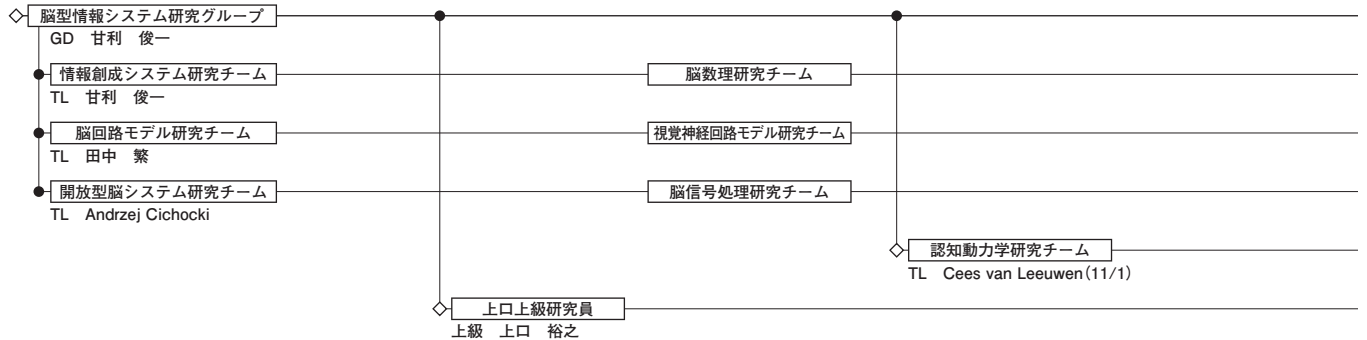 脳型情報システム研究グループ
GD 甘利 俊一
情報創成システム研究チーム
脳数理研究チーム
TL 甘利 俊一
脳回路モデル研究チーム
視覚神経回路モデル研究チーム
TL 田中 繁
開放型脳システム研究チーム
脳信号処理研究チーム
TL Andrzej Cichocki
認知動力学研究チーム
TL Cees van Leeuwen(11/1)
上口上級研究員
上級 上口 裕之